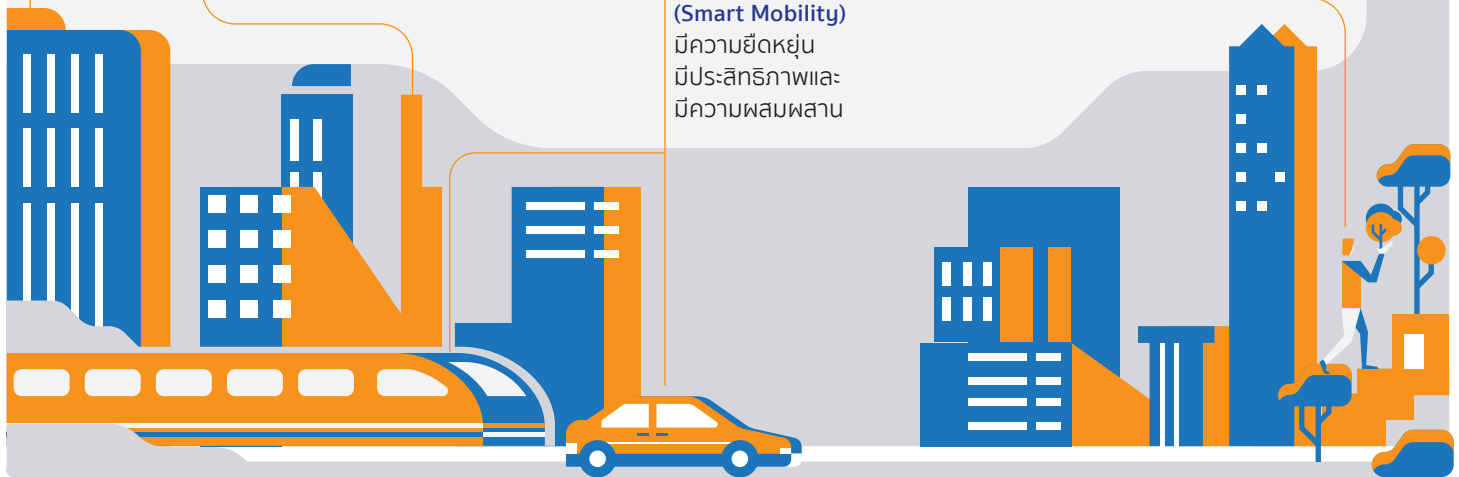 (Smart Mobility)
มีความยืดหยุ่น
มีประสิทธิภาพและ
มีความผสมผสาน